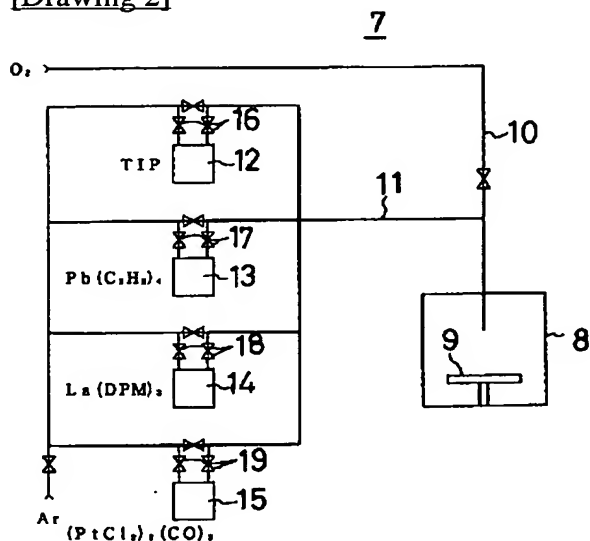 [Drawing 2]
7
O₂
10
16
TIP
12
11
17
Pb(C₂H₅)₄
13
18
9
8
La(DPM)₃
14
19
15
Ar
(PtCl₂)₂(CO)₃